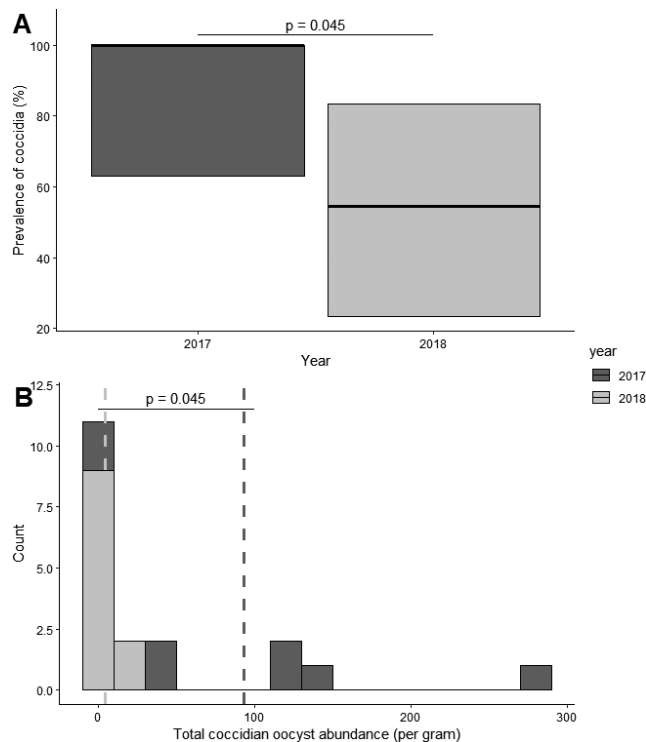 A
p = 0.045
100
80
60
40
20
Prevalence of coccidia (%)
2017
2018
Year
year
2017
2018
B
p = 0.045
12.5
10.0
7.5
5.0
2.5
0.0
Count
0
100
200
300
Total coccidian oocyst abundance (per gram)